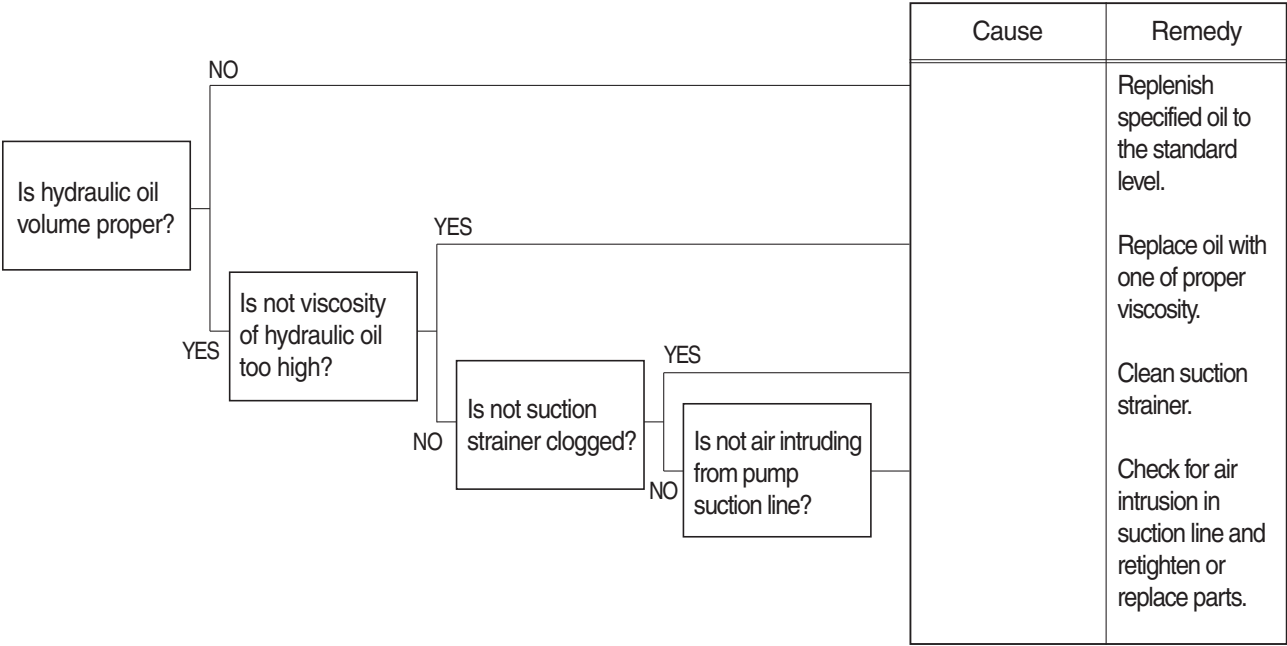 Cause
Remedy
NO
Replenish
specified oil to
the standard
level.
Is hydraulic oil
volume proper?
YES
Replace oil with
one of proper
viscosity.
YES
Is not viscosity
of hydraulic oil
too high?
YES
Clean suction
strainer.
NO
Is not suction
strainer clogged?
NO
Is not air intruding
from pump
suction line?
Check for air
intrusion in
suction line and
retighten or
replace parts.